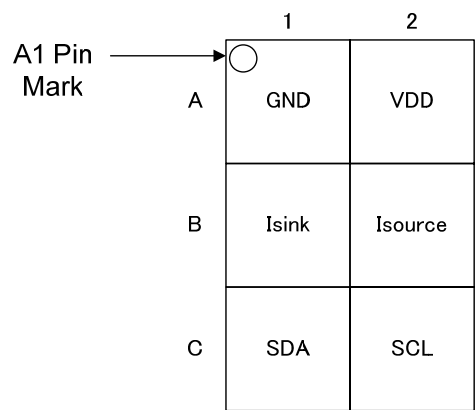 1 2
A1 Pin
Mark
A GND VDD
B Isink Isource
C SDA SCL